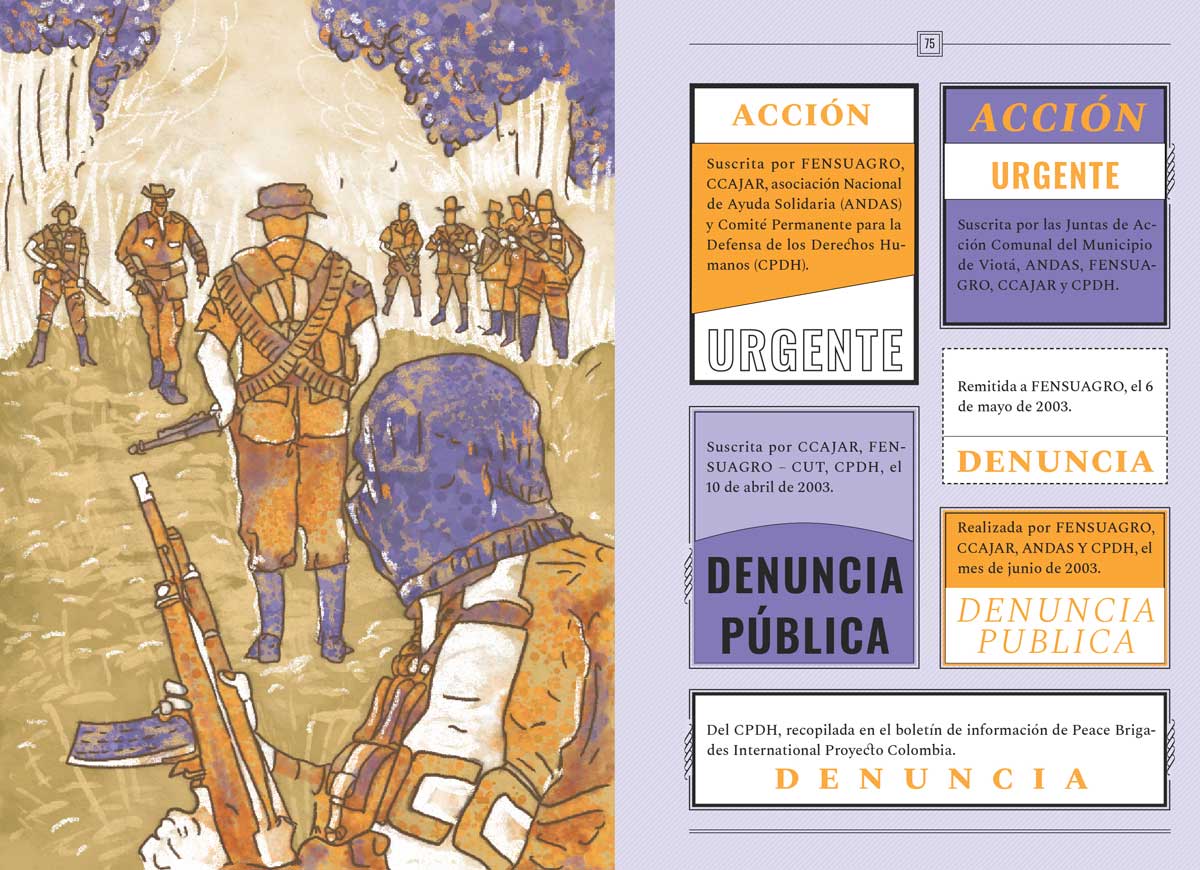 75
ACCIÓN
Suscrita por FENSUAGRO,
CCAJAR, asociación Nacional
de Ayuda Solidaria (ANDAS)
y Comité Permanente para la
Defensa de los Derechos Hu-
manos (CPDH).
URGENTE
Suscrita por CCAJAR, FEN-
SUAGRO – CUT, CPDH, el
10 de abril de 2003.
DENUNCIA
PÚBLICA
ACCIÓN
URGENTE
Suscrita por las Juntas de Ac-
ción Comunal del Municipio
de Viotá, ANDAS, FENSUA-
GRO, CCAJAR y CPDH.
Remitida a FENSUAGRO, el 6
de mayo de 2003.
DENUNCIA
Realizada por FENSUAGRO,
CCAJAR, ANDAS Y CPDH, el
mes de junio de 2003.
DENUNCIA
PUBLICA
Del CPDH, recopilada en el boletín de información de Peace Briga-
des International Proyecto Colombia.
DENUNCIA